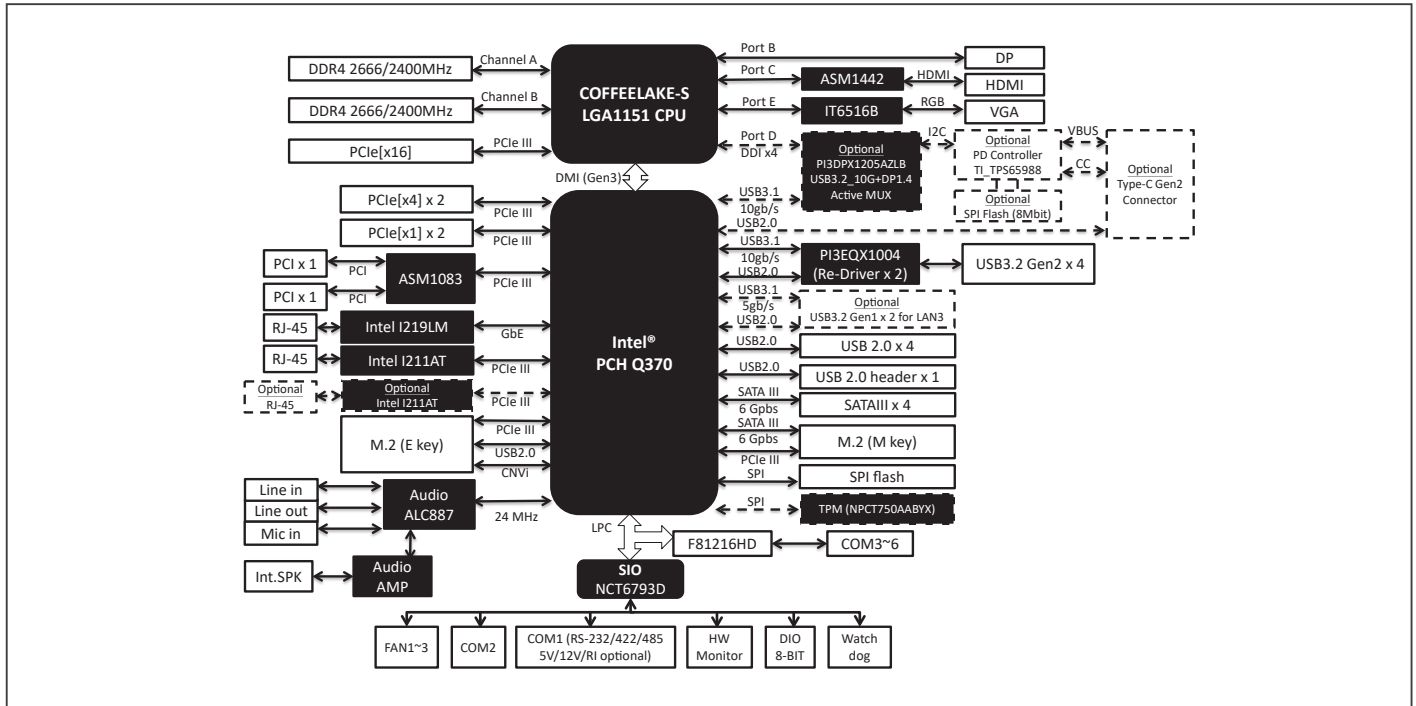 DDR4 2666/2400MHz
Channel A
DDR4 2666/2400MHz
Channel B
PCIe[x16]
PCIe III
COFFEELAKE-S
LGA1151 CPU
Port B
DP
Port C
ASM1442
HDMI
HDMI
Port E
IT6516B
RGB
VGA
Port D
DDI x4
Optional
PI3DPX1205AZLB
USB3.2_10G+DP1.4
Active MUX
I2C
Optional
PD Controller
TI_TPS65988
VBUS
CC
Optional
SPI Flash (8Mbit)
Optional
Type-C Gen2
Connector
DMI (Gen3)
PCIe[x4] x 2
PCIe III
PCIe[x1] x 2
PCIe III
PCI x 1
PCI
PCI x 1
PCI
ASM1083
PCIe III
RJ-45
Intel I219LM
GbE
RJ-45
Intel I211AT
PCIe III
Optional
RJ-45
Optional
Intel I211AT
PCIe III
M.2 (E key)
PCIe III
USB2.0
CNVi
Line in
Line out
Mic in
Audio
ALC887
24 MHz
Int.SPK
Audio
AMP
Intel®
PCH Q370
USB3.1
10gb/s
USB2.0
USB3.1
10gb/s
USB2.0
PI3EQX1004
(Re-Driver x 2)
USB3.2 Gen2 x 4
USB3.1
5gb/s
USB2.0
Optional
USB3.2 Gen1 x 2 for LAN3
USB2.0
USB 2.0 x 4
USB2.0
USB 2.0 header x 1
SATA III
6 Gpbs
SATAIII x 4
SATA III
6 Gpbs
PCIe III
M.2 (M key)
SPI
SPI flash
SPI
TPM (NPCT750AABYX)
LPC
F81216HD
COM3~6
SIO
NCT6793D
FAN1~3
COM2
COM1 (RS-232/422/485
5V/12V/RI optional)
HW
Monitor
DIO
8-BIT
Watch
dog